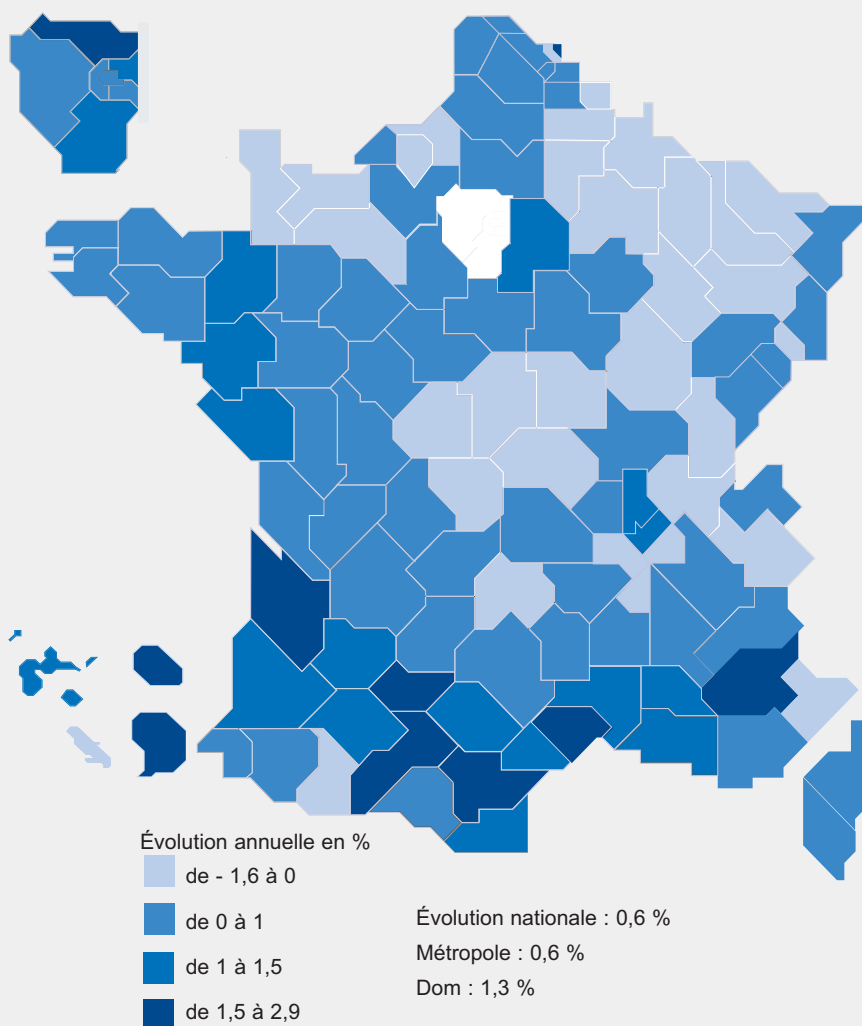 Évolution annuelle en %
de - 1,6 à 0
de 0 à 1
de 1 à 1,5
de 1,5 à 2,9
Évolution nationale : 0,6 %
Métropole : 0,6 %
Dom : 1,3 %